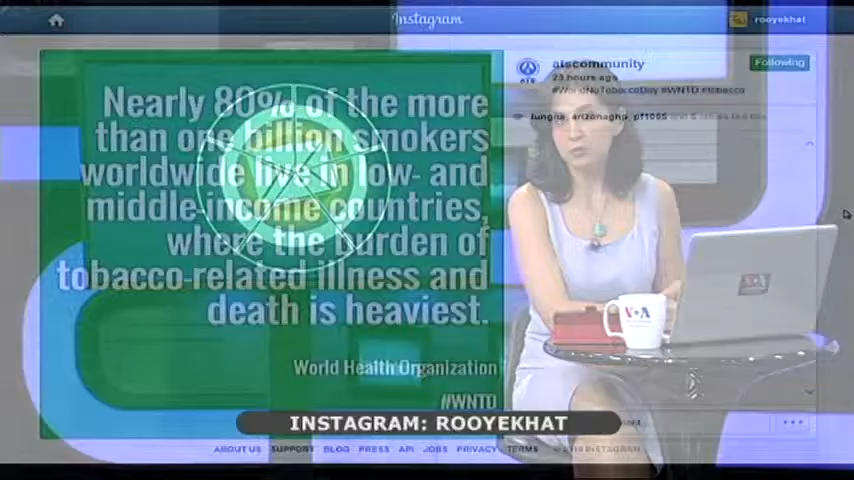 Instagram
rooyekhat
atscommunity
Following
23 hours ago
#WorldNoTobaccoDay #WNTD #tobacco
Nearly 80% of the more
than one billion smokers
worldwide live in low- and
middle-income countries,
where the burden of
tobacco-related illness and
death is heaviest.
World Health Organization
#WNTD
VOA
INSTAGRAM: ROOYEKHAT
ABOUT US SUPPORT BLOG PRESS API JOBS PRIVACY TERMS